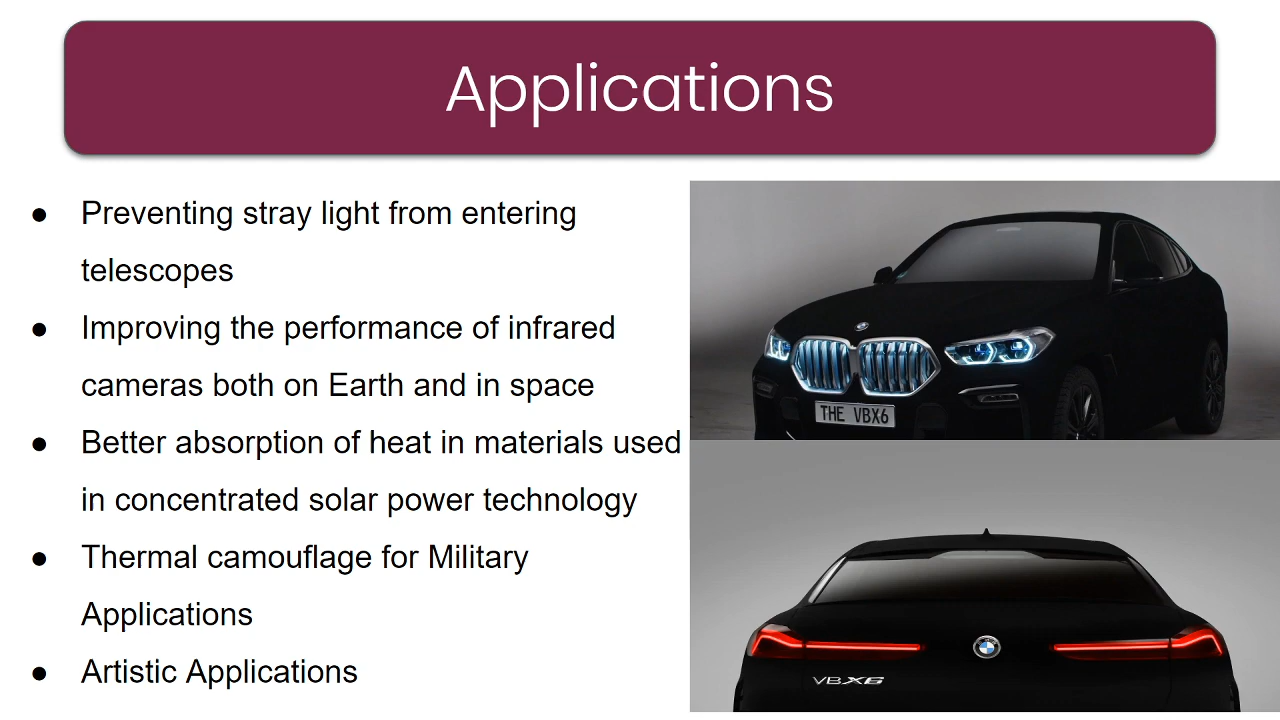 Applications
● Preventing stray light from entering
telescopes
● Improving the performance of infrared
cameras both on Earth and in space
● Better absorption of heat in materials used
in concentrated solar power technology
● Thermal camouflage for Military
Applications
● Artistic Applications
THE VBX6
VBX6